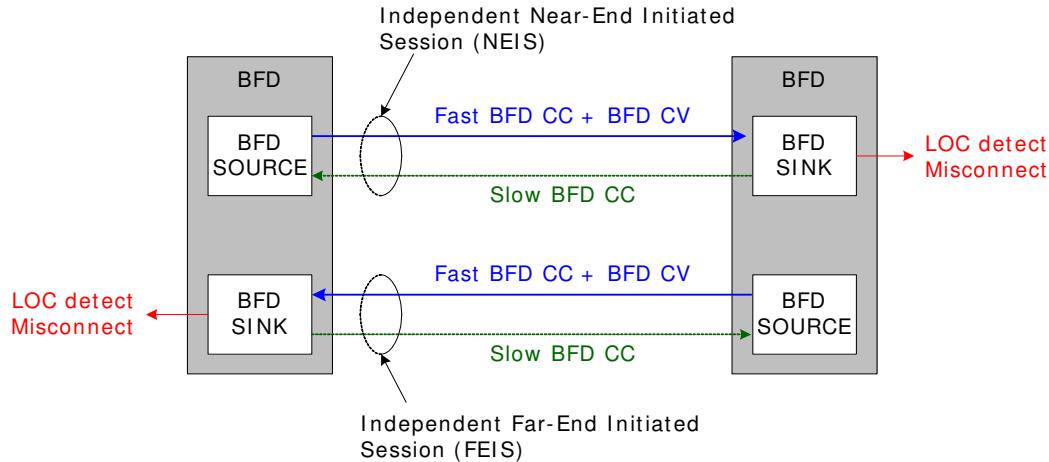 Independent Near-End Initiated
Session (NEIS)
BFD
BFD
Fast BFD CC + BFD CV
BFD
SOURCE
BFD
SINK
LOC detect
Misconnect
Slow BFD CC
Fast BFD CC + BFD CV
LOC detect
Misconnect
BFD
SINK
BFD
SOURCE
Slow BFD CC
Independent Far-End Initiated
Session (FEIS)